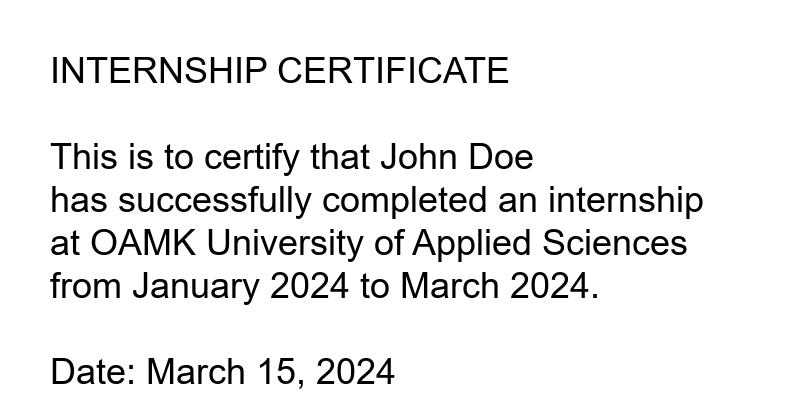 INTERNSHIP CERTIFICATE
This is to certify that John Doe
has successfully completed an internship
at OAMK University of Applied Sciences
from January 2024 to March 2024.
Date: March 15, 2024